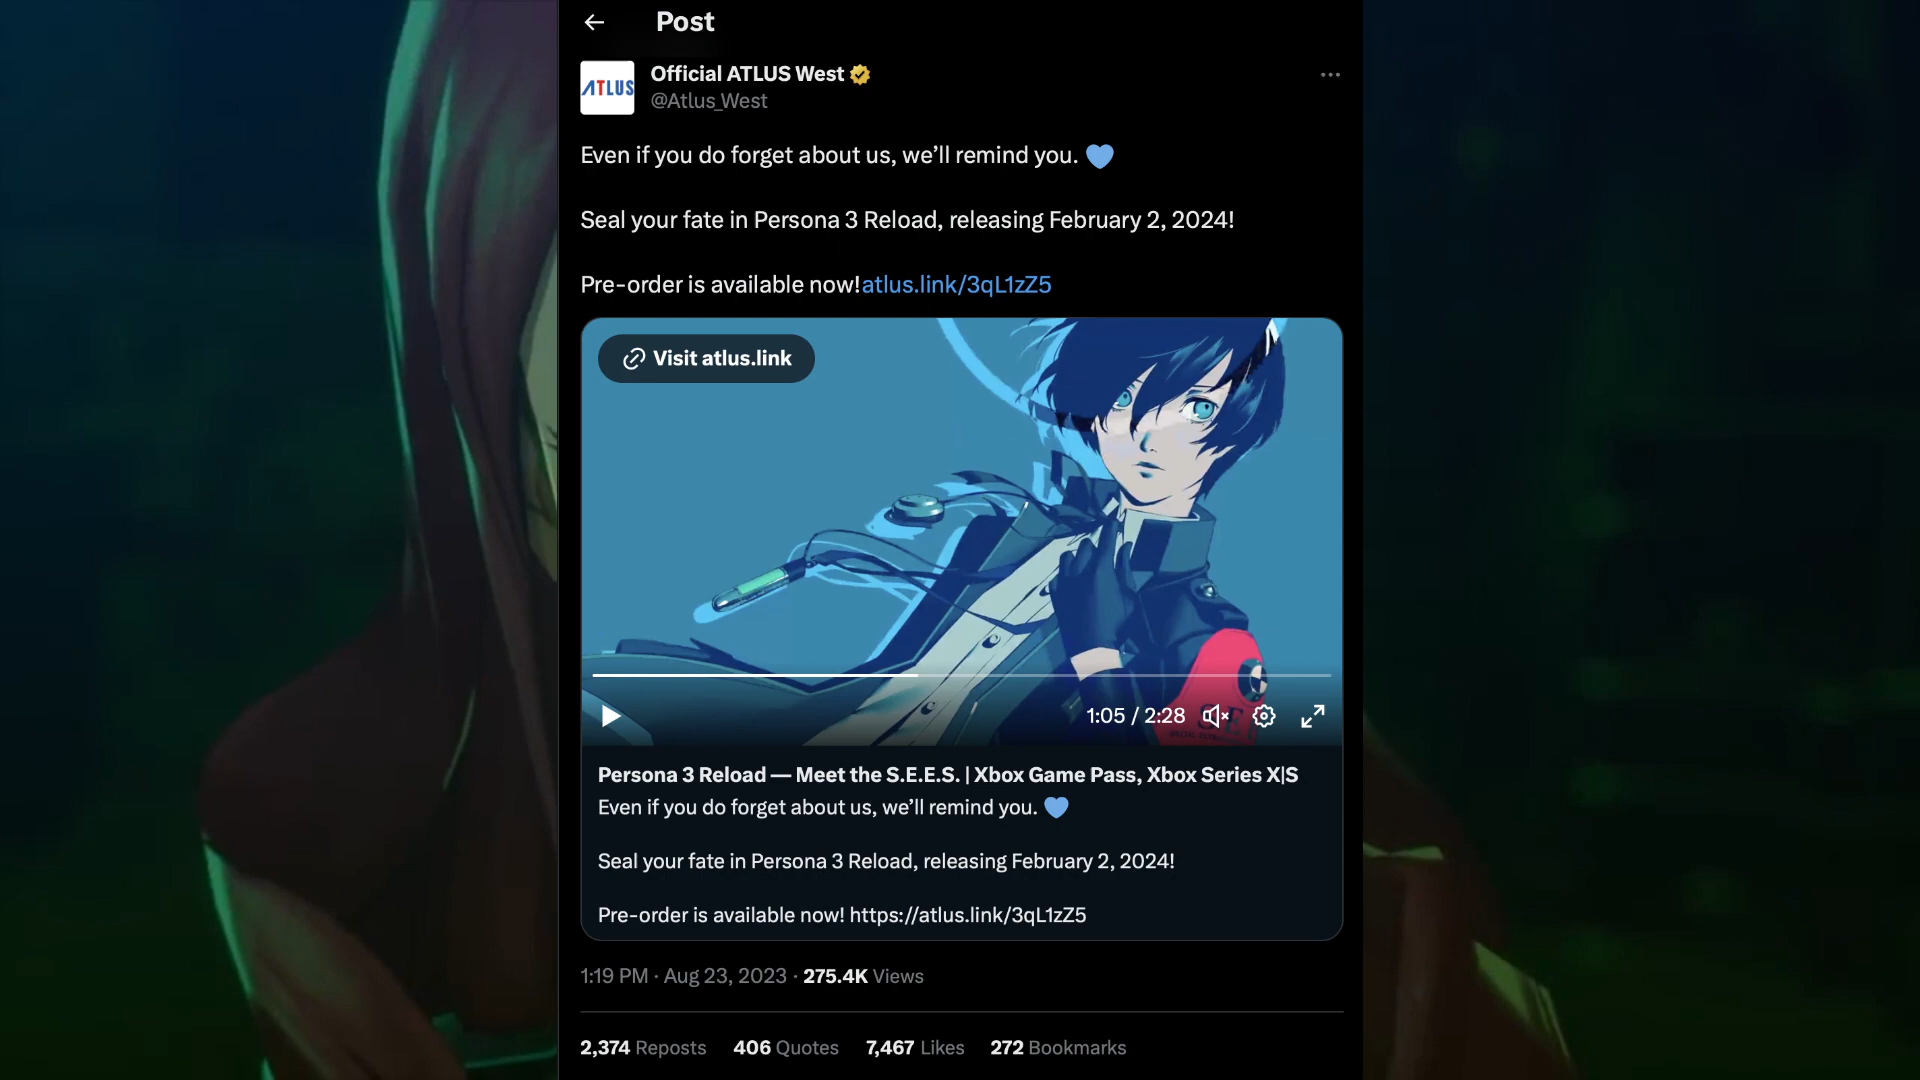 Post
ATLUS
Official ATLUS West
@Atlus_West
Even if you do forget about us, we’ll remind you. 💙
Seal your fate in Persona 3 Reload, releasing February 2, 2024!
Pre-order is available now!atlus.link/3qL1zZ5
Visit atlus.link
1:05 / 2:28
Persona 3 Reload — Meet the S.E.E.S. | Xbox Game Pass, Xbox Series X|S
Even if you do forget about us, we’ll remind you. 💙
Seal your fate in Persona 3 Reload, releasing February 2, 2024!
Pre-order is available now! https://atlus.link/3qL1zZ5
1:19 PM · Aug 23, 2023 · 275.4K Views
2,374 Reposts 406 Quotes 7,467 Likes 272 Bookmarks